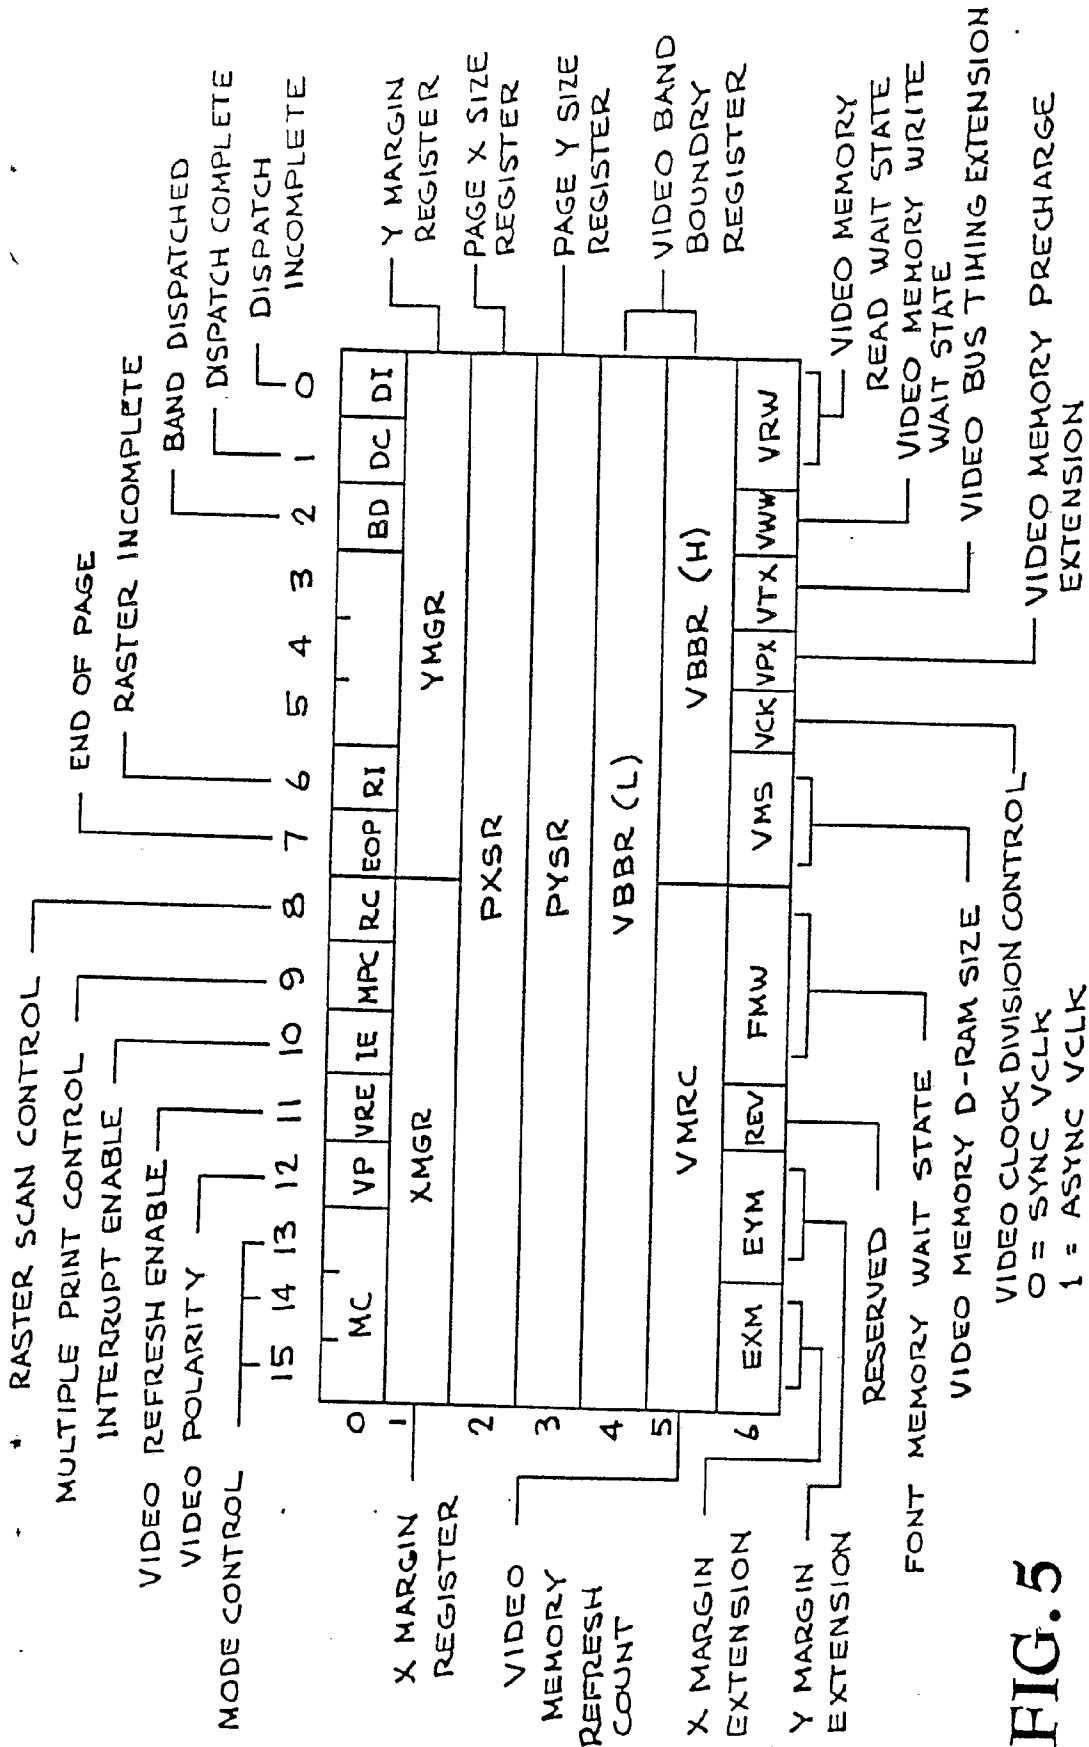 RASTER SCAN CONTROL
MULTIPLE PRINT CONTROL
INTERRUPT ENABLE
VIDEO REFRESH ENABLE
VIDEO POLARITY
MODE CONTROL
END OF PAGE
RASTER INCOMPLETE
BAND DISPATCHED
DISPATCH COMPLETE
DISPATCH
INCOMPLETE
15 14 13 12 11 10 9 8 7 6 5 4 3 2 1 0
0 MC VP VRE IE MPC RC EOP RI BD DC DI
1 XMGR YMGR
2 PXSR
3 PYSR
4 VBBR (L)
5 VMRC VBBR (H)
6 EXM EYM REV FMW VMS VCK VPX VTX VWW VRW
X MARGIN
REGISTER
VIDEO
MEMORY
REFRESH
COUNT
X MARGIN
EXTENSION
Y MARGIN
EXTENSION
Y MARGIN
REGISTER
PAGE X SIZE
REGISTER
PAGE Y SIZE
REGISTER
VIDEO BAND
BOUNDRY
REGISTER
VIDEO MEMORY
READ WAIT STATE
VIDEO MEMORY WRITE
WAIT STATE
VIDEO BUS TIMING EXTENSION
VIDEO MEMORY PRECHARGE
EXTENSION
RESERVED
FONT MEMORY WAIT STATE
VIDEO MEMORY D-RAM SIZE
VIDEO CLOCK DIVISION CONTROL
0 = SYNC VCLK
1 = ASYNC VCLK
FIG.5